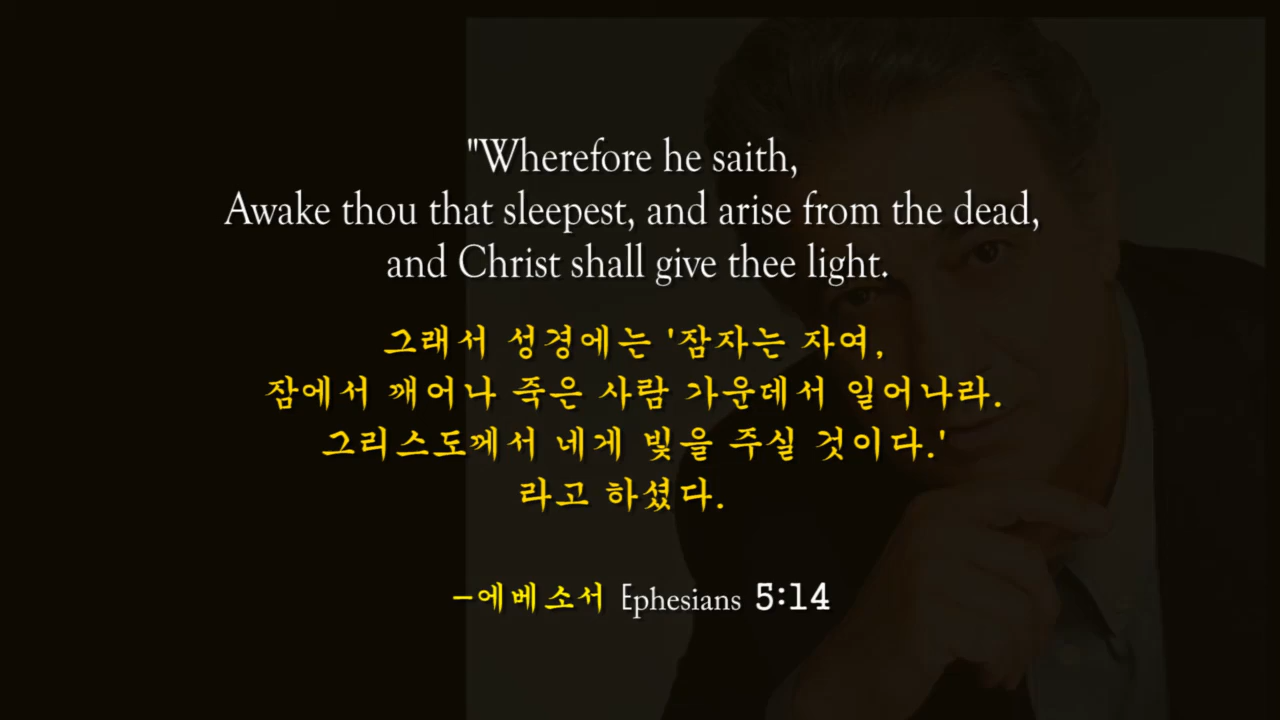 "Wherefore he saith,
Awake thou that sleepest, and arise from the dead,
and Christ shall give thee light.
그래서 성경에는 '잠자는 자여,
잠에서 깨어나 죽은 사람 가운데서 일어나라.
그리스도께서 네게 빛을 주실 것이다.'
라고 하셨다.
-에베소서 Ephesians 5:14